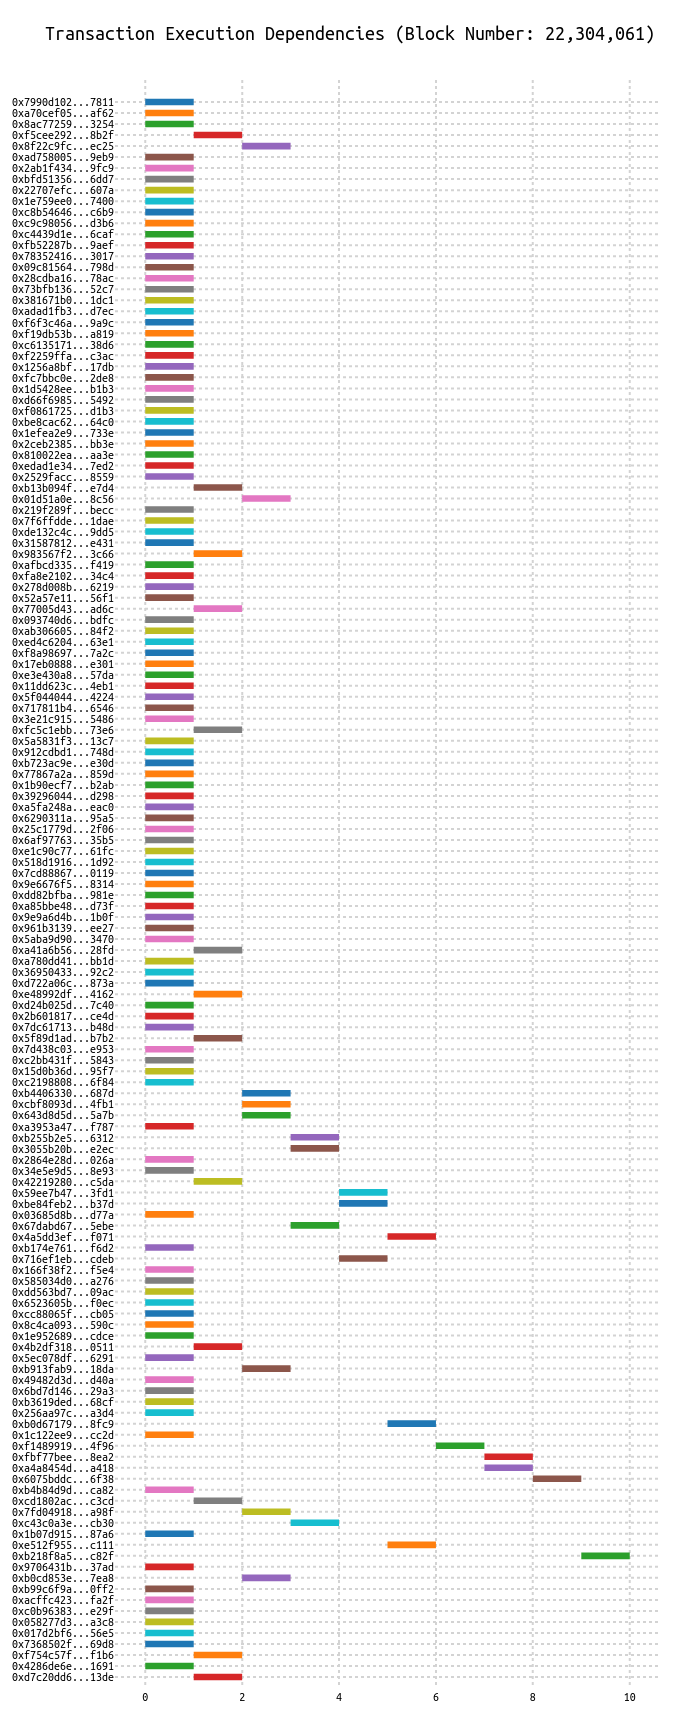 Transaction Execution Dependencies (Block Number: 22,304,061)
0x7990d102...7811
0xa70cef05...af62
0x8ac77259...3254
0xf5cee292...8b2f
0x8f22c9fc...ec25
0xad758005...9eb9
0x2ab1f434...9fc9
0xbfd51356...6dd7
0x22707efc...607a
0x1e759ee0...7400
0xc8b54646...c6b9
0xc9c98056...d3b6
0xc4439d1e...6caf
0xfb52287b...9aef
0x78352416...3017
0x09c81564...798d
0x28cdba16...78ac
0x73bfb136...52c7
0x381671b0...1dc1
0xadad1fb3...d7ec
0xf6f3c46a...9a9c
0xf19db53b...a819
0xc6135171...38d6
0xf2259ffa...c3ac
0x1256a8bf...17db
0xfc7bbc0e...2de8
0x1d5428ee...b1b3
0xd66f6985...5492
0xf0861725...d1b3
0xbe8cac62...64c0
0x1efea2e9...733e
0x2ceb2385...bb3e
0x810022ea...aa3e
0xedad1e34...7ed2
0x2529facc...8559
0xb13b094f...e7d4
0x01d51a0e...8c56
0x219f289f...becc
0x7f6ffdde...1dae
0xde132c4c...9dd5
0x31587812...e431
0x983567f2...3c66
0xafbcd335...f419
0xfa8e2102...34c4
0x278d008b...6219
0x52a57e11...56f1
0x77005d43...ad6c
0x093740d6...bdfc
0xab306605...84f2
0xed4c6204...63e1
0xf8a98697...7a2c
0x17eb0888...e301
0xe3e430a8...57da
0x11dd623c...4eb1
0x5f044044...4224
0x717811b4...6546
0x3e21c915...5486
0xfc5c1ebb...73e6
0x5a5831f3...13c7
0x912cdbd1...748d
0xb723ac9e...e30d
0x77867a2a...859d
0x1b90ecf7...b2ab
0x39296044...d298
0xa5fa248a...eac0
0x6290311a...95a5
0x25c1779d...2f06
0x6af97763...35b5
0xe1c90c77...61fc
0x518d1916...1d92
0x7cd88867...0119
0x9e6676f5...8314
0xdd82bfba...981e
0xa85bbe48...d73f
0x9e9a6d4b...1b0f
0x961b3139...ee27
0x5aba9d90...3470
0xa41a6b56...28fd
0xa780dd41...bb1d
0x36950433...92c2
0xd722a06c...873a
0xe48992df...4162
0xd24b025d...7c40
0x2b601817...ce4d
0x7dc61713...b48d
0x5f89d1ad...b7b2
0x7d438c03...e953
0xc2bb431f...5843
0x15d0b36d...95f7
0xc2198808...6f84
0xb4406330...687d
0xcbf8093d...4fb1
0x643d8d5d...5a7b
0xa3953a47...f787
0xb255b2e5...6312
0x3055b20b...e2ec
0x2864e28d...026a
0x34e5e9d5...8e93
0x42219280...c5da
0x59ee7b47...3fd1
0xbe84feb2...b37d
0x03685d8b...d77a
0x67dabd67...5ebe
0x4a5dd3ef...f071
0xb174e761...f6d2
0x716ef1eb...cdeb
0x166f38f2...f5e4
0x585034d0...a276
0xdd563bd7...09ac
0x6523605b...f0ec
0xcc88065f...cb05
0x8c4ca093...590c
0x1e952689...cdce
0x4b2df318...0511
0x5ec078df...6291
0xb913fab9...18da
0x49482d3d...d40a
0x6bd7d146...29a3
0xb3619ded...68cf
0x256aa97c...a3d4
0xb0d67179...8fc9
0x1c122ee9...cc2d
0xf1489919...4f96
0xfbf77bee...8ea2
0xa4a8454d...a418
0x6075bddc...6f38
0xb4b84d9d...ca82
0xcd1802ac...c3cd
0x7fd04918...a98f
0xc43c0a3e...cb30
0x1b07d915...87a6
0xe512f955...c111
0xb218f8a5...c82f
0x9706431b...37ad
0xb0cd853e...7ea8
0xb99c6f9a...0ff2
0xacffc423...fa2f
0xc0b96383...e29f
0x058277d3...a3c8
0x017d2bf6...56e5
0x7368502f...69d8
0xf754c57f...f1b6
0x4286de6e...1691
0xd7c20dd6...13de
0 2 4 6 8 10